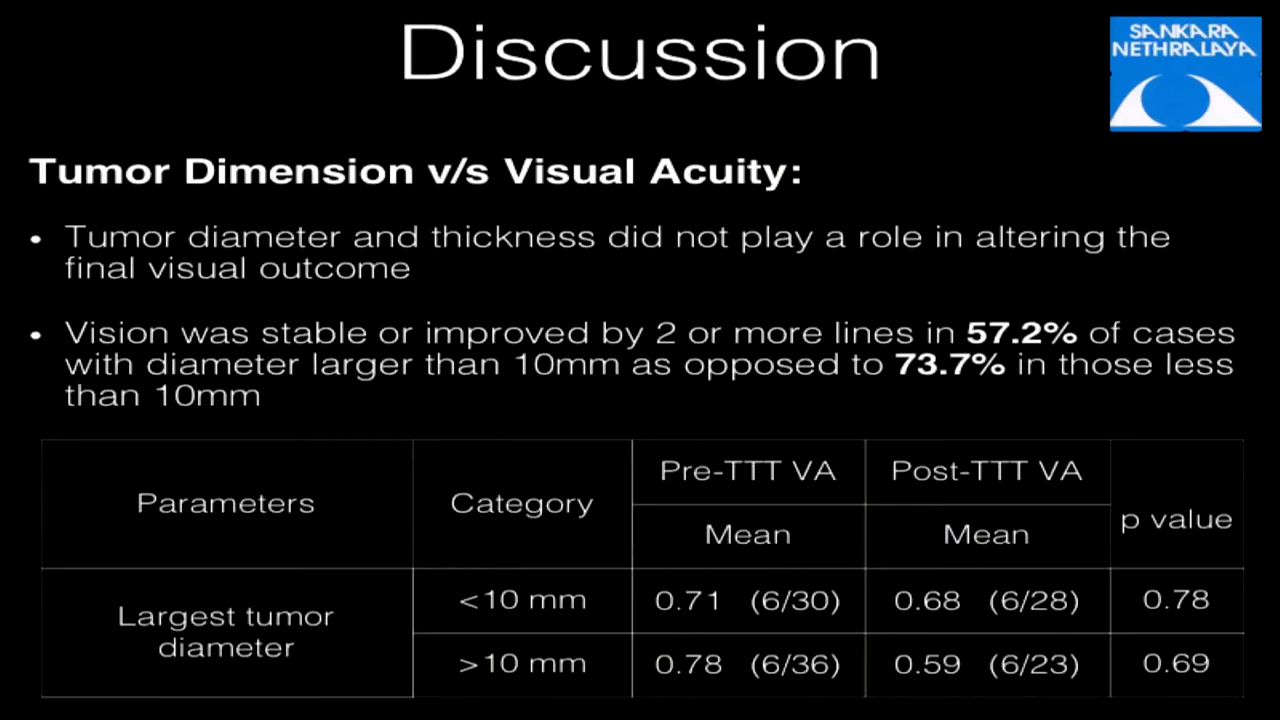 Discussion
SANKARA
NETHRALAYA
Tumor Dimension v/s Visual Acuity:
• Tumor diameter and thickness did not play a role in altering the
final visual outcome
• Vision was stable or improved by 2 or more lines in 57.2% of cases
with diameter larger than 10mm as opposed to 73.7% in those less
than 10mm
Parameters Category Pre-TTT VA Post-TTT VA p value
Mean Mean
Largest tumor
diameter
<10 mm 0.71 (6/30) 0.68 (6/28) 0.78
>10 mm 0.78 (6/36) 0.59 (6/23) 0.69